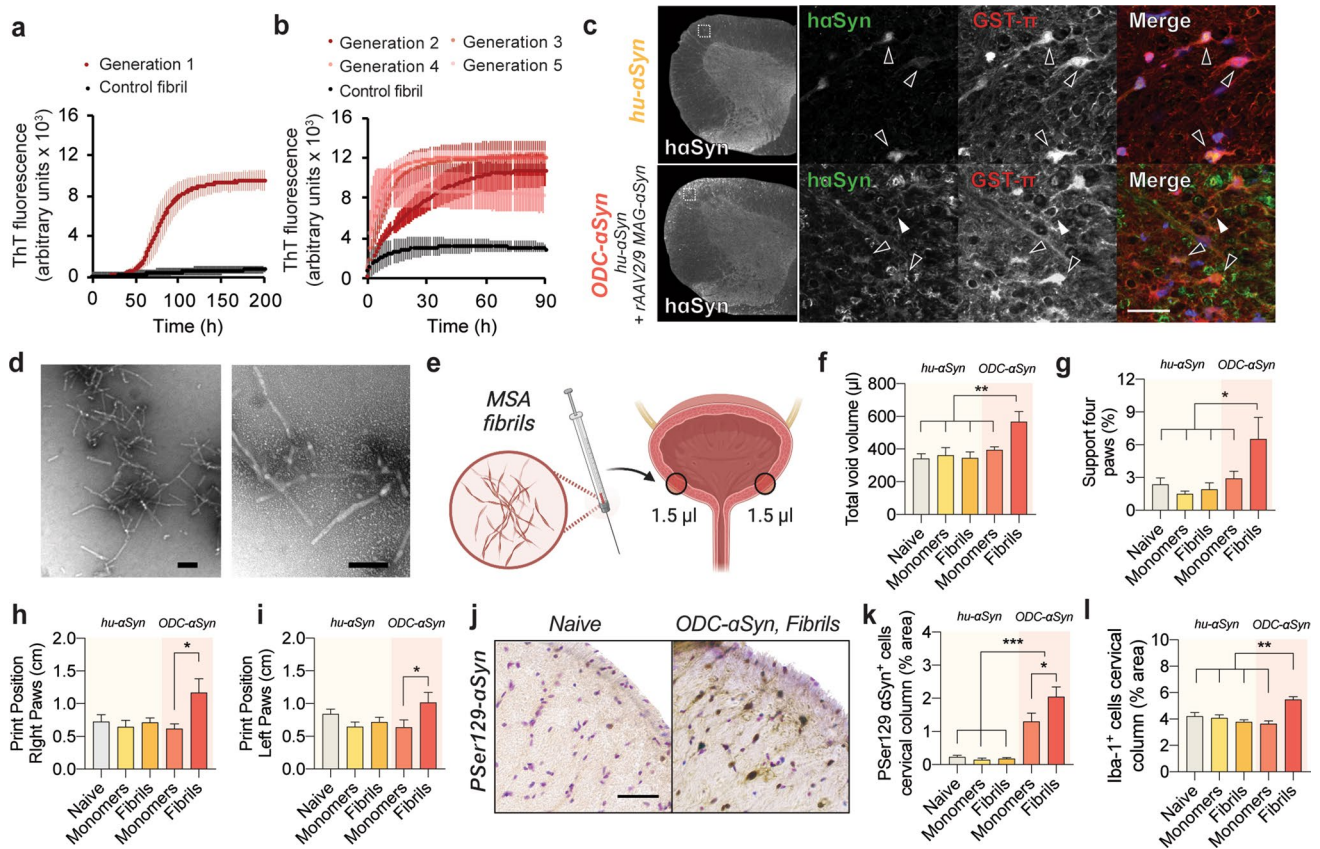 a
Generation 1
Control fibril
ThT fluorescence
(arbitrary units x 10³)
16
12
8
4
0
0 50 100 150 200
Time (h)
b
Generation 2 Generation 3
Generation 4 Generation 5
Control fibril
ThT fluorescence
(arbitrary units x 10³)
16
12
8
4
0
0 30 60 90
Time (h)
c
hu-αSyn
hαSyn
hαSyn GST-π Merge
ODC-αSyn
hu-αSyn
+ rAAV2/9 MAG-αSyn
hαSyn
hαSyn GST-π Merge
d
e
MSA
fibrils
1.5 µl 1.5 µl
f
hu-αSyn ODC-αSyn
Total void volume (µl)
800
600
400
200
0
**
Naive
Monomers
Fibrils
Monomers
Fibrils
g
hu-αSyn ODC-αSyn
Support four
paws (%)
12
9
6
3
0
*
Naive
Monomers
Fibrils
Monomers
Fibrils
h
hu-αSyn ODC-αSyn
Print Position
RIght Paws (cm)
2.0
1.5
1.0
0.5
0.0
*
Naive
Monomers
Fibrils
Monomers
Fibrils
i
hu-αSyn ODC-αSyn
Print Position
Left Paws (cm)
2.0
1.5
1.0
0.5
0.0
*
Naive
Monomers
Fibrils
Monomers
Fibrils
j
Naive ODC-αSyn, Fibrils
PSer129-αSyn
k
hu-αSyn ODC-αSyn
PSer129 αSyn⁺ cells
cervical column (% area)
4
3
2
1
0
***
*
Naive
Monomers
Fibrils
Monomers
Fibrils
l
hu-αSyn ODC-αSyn
Iba-1⁺ cells cervical
column (% area)
10
8
6
4
2
0
**
Naive
Monomers
Fibrils
Monomers
Fibrils